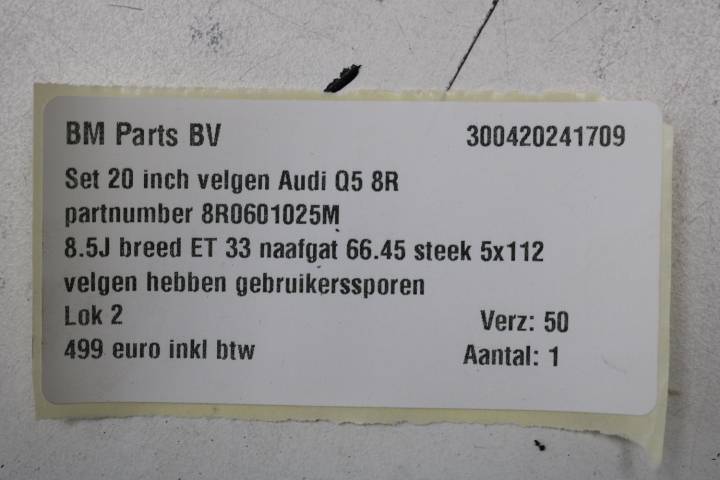 BM Parts BV 300420241709
Set 20 inch velgen Audi Q5 8R
partnumber 8R0601025M
8.5J breed ET 33 naafgat 66.45 steek 5x112
velgen hebben gebruikerssporen
Lok 2 Verz: 50
499 euro inkl btw Aantal: 1